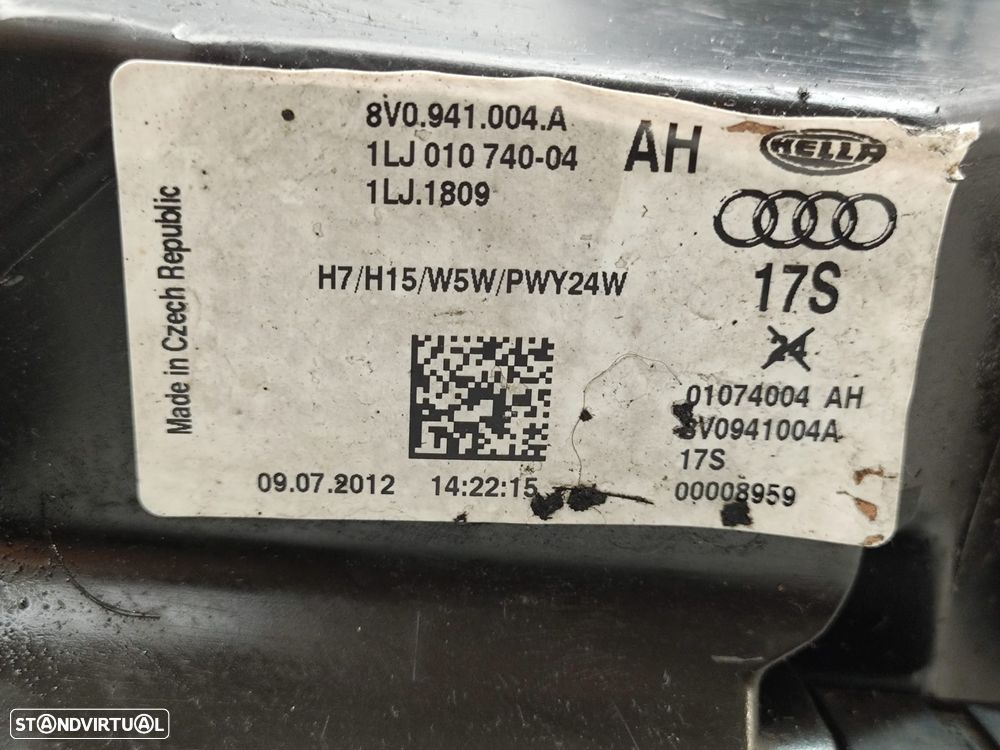 8V0.941.004.A
1LJ 010 740-04
1LJ.1809
AH
HELLA
Made in Czech Republic
H7/H15/W5W/PWY24W
17S
24
01074004 AH
8V0941004A
17S
00008959
09.07.2012 14:22:15
STANDVIRTUAL